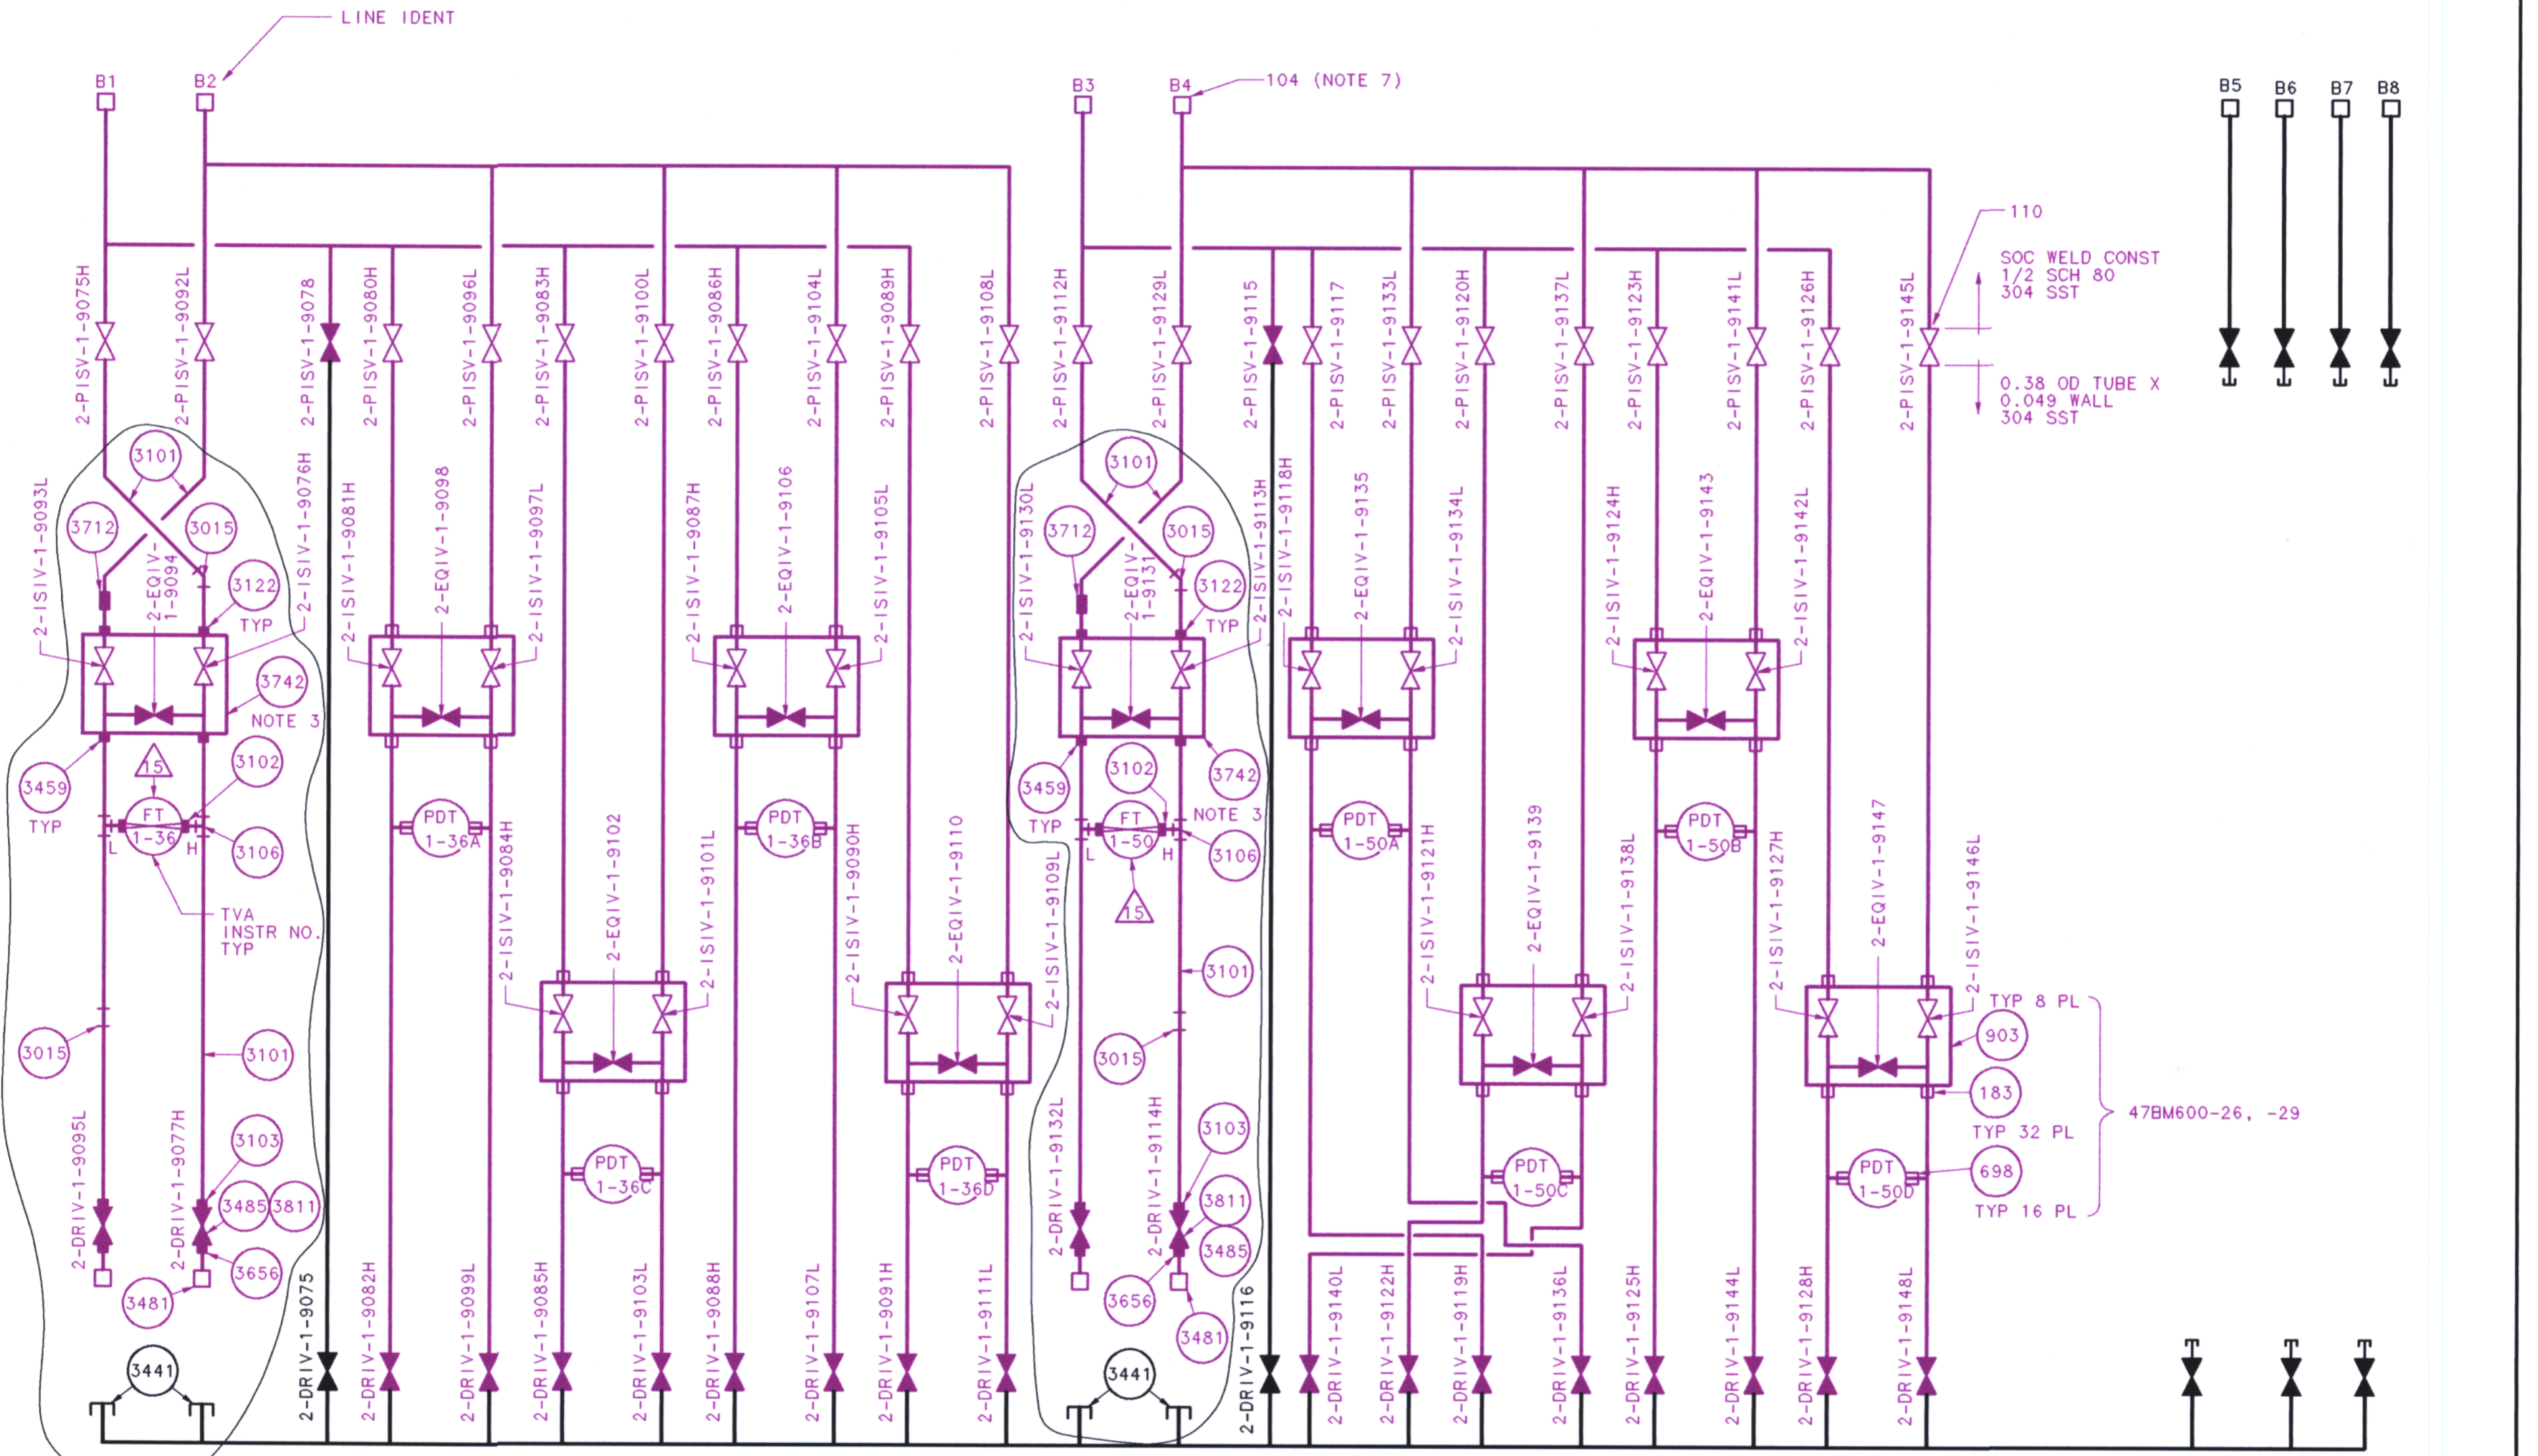 LINE IDENT
B1
B2
B3
B4
104 (NOTE 7)
B5
B6
B7
B8
110
SOC WELD CONST
1/2 SCH 80
304 SST
0.38 OD TUBE X
0.049 WALL
304 SST
2-PISV-1-9075H
2-PISV-1-9092L
2-PISV-1-9078
2-PISV-1-9080H
2-PISV-1-9096L
2-PISV-1-9083H
2-PISV-1-9100L
2-PISV-1-9086H
2-PISV-1-9104L
2-PISV-1-9089H
2-PISV-1-9108L
2-PISV-1-9112H
2-PISV-1-9129L
2-PISV-1-9115
2-PISV-1-9117
2-PISV-1-9133L
2-PISV-1-9120H
2-PISV-1-9137L
2-PISV-1-9123H
2-PISV-1-9141L
2-PISV-1-9126H
2-PISV-1-9145L
3101
3712
3015
2-ISIV-1-9093L
2-EQIV-
1-9094
3122
TYP
2-ISIV-1-9076H
3742
NOTE 3
2-ISIV-1-9081H
2-EQIV-1-9098
2-ISIV-1-9097L
2-ISIV-1-9087H
2-EQIV-1-9106
2-ISIV-1-9105L
3101
3712
3015
2-ISIV-1-9130L
2-EQIV-
1-9131
3122
TYP
2-ISIV-1-9113H
2-ISIV-1-9118H
2-EQIV-1-9135
2-ISIV-1-9134L
2-ISIV-1-9124H
2-EQIV-1-9143
2-ISIV-1-9142L
3459
TYP
15
3102
FT
1-36
L
H
3106
TVA
INSTR NO.
TYP
PDT
1-36A
PDT
1-36B
3459
TYP
3102
3742
NOTE 3
FT
1-50
L
H
3106
15
PDT
1-50A
PDT
1-50B
2-ISIV-1-9084H
2-EQIV-1-9102
2-ISIV-1-9101L
2-ISIV-1-9090H
2-EQIV-1-9110
2-ISIV-1-9109L
2-ISIV-1-9121H
2-EQIV-1-9139
2-ISIV-1-9138L
2-ISIV-1-9127H
2-EQIV-1-9147
2-ISIV-1-9146L
3015
3101
3101
3015
TYP 8 PL
903
183
TYP 32 PL
698
TYP 16 PL
47BM600-26, -29
PDT
1-36C
PDT
1-36D
PDT
1-50C
PDT
1-50D
2-DRIV-1-9095L
2-DRIV-1-9077H
3103
3485
3811
3656
3481
3441
2-DRIV-1-9132L
2-DRIV-1-9114H
3103
3811
3485
3656
3481
3441
2-DRIV-1-9075
2-DRIV-1-9082H
2-DRIV-1-9099L
2-DRIV-1-9085H
2-DRIV-1-9103L
2-DRIV-1-9088H
2-DRIV-1-9107L
2-DRIV-1-9091H
2-DRIV-1-9111L
2-DRIV-1-9116
2-DRIV-1-9140L
2-DRIV-1-9122H
2-DRIV-1-9119H
2-DRIV-1-9136L
2-DRIV-1-9125H
2-DRIV-1-9144L
2-DRIV-1-9128H
2-DRIV-1-9148L